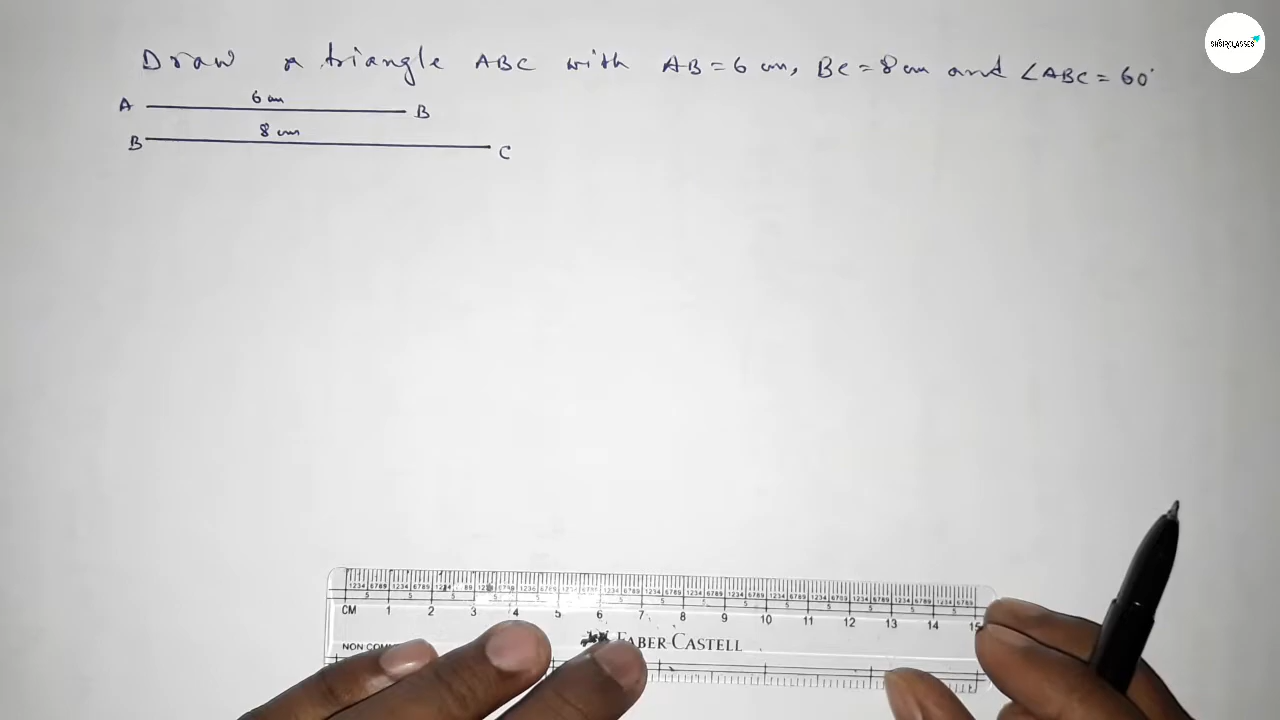 SISIRCLASSES
Draw a triangle ABC with AB = 6 cm, BC = 8 cm and ∠ABC = 60°
A 6 cm B
B 8 cm C
CM 1 2 3 4 5 6 7 8 9 10 11 12 13 14 15
FABER-CASTELL